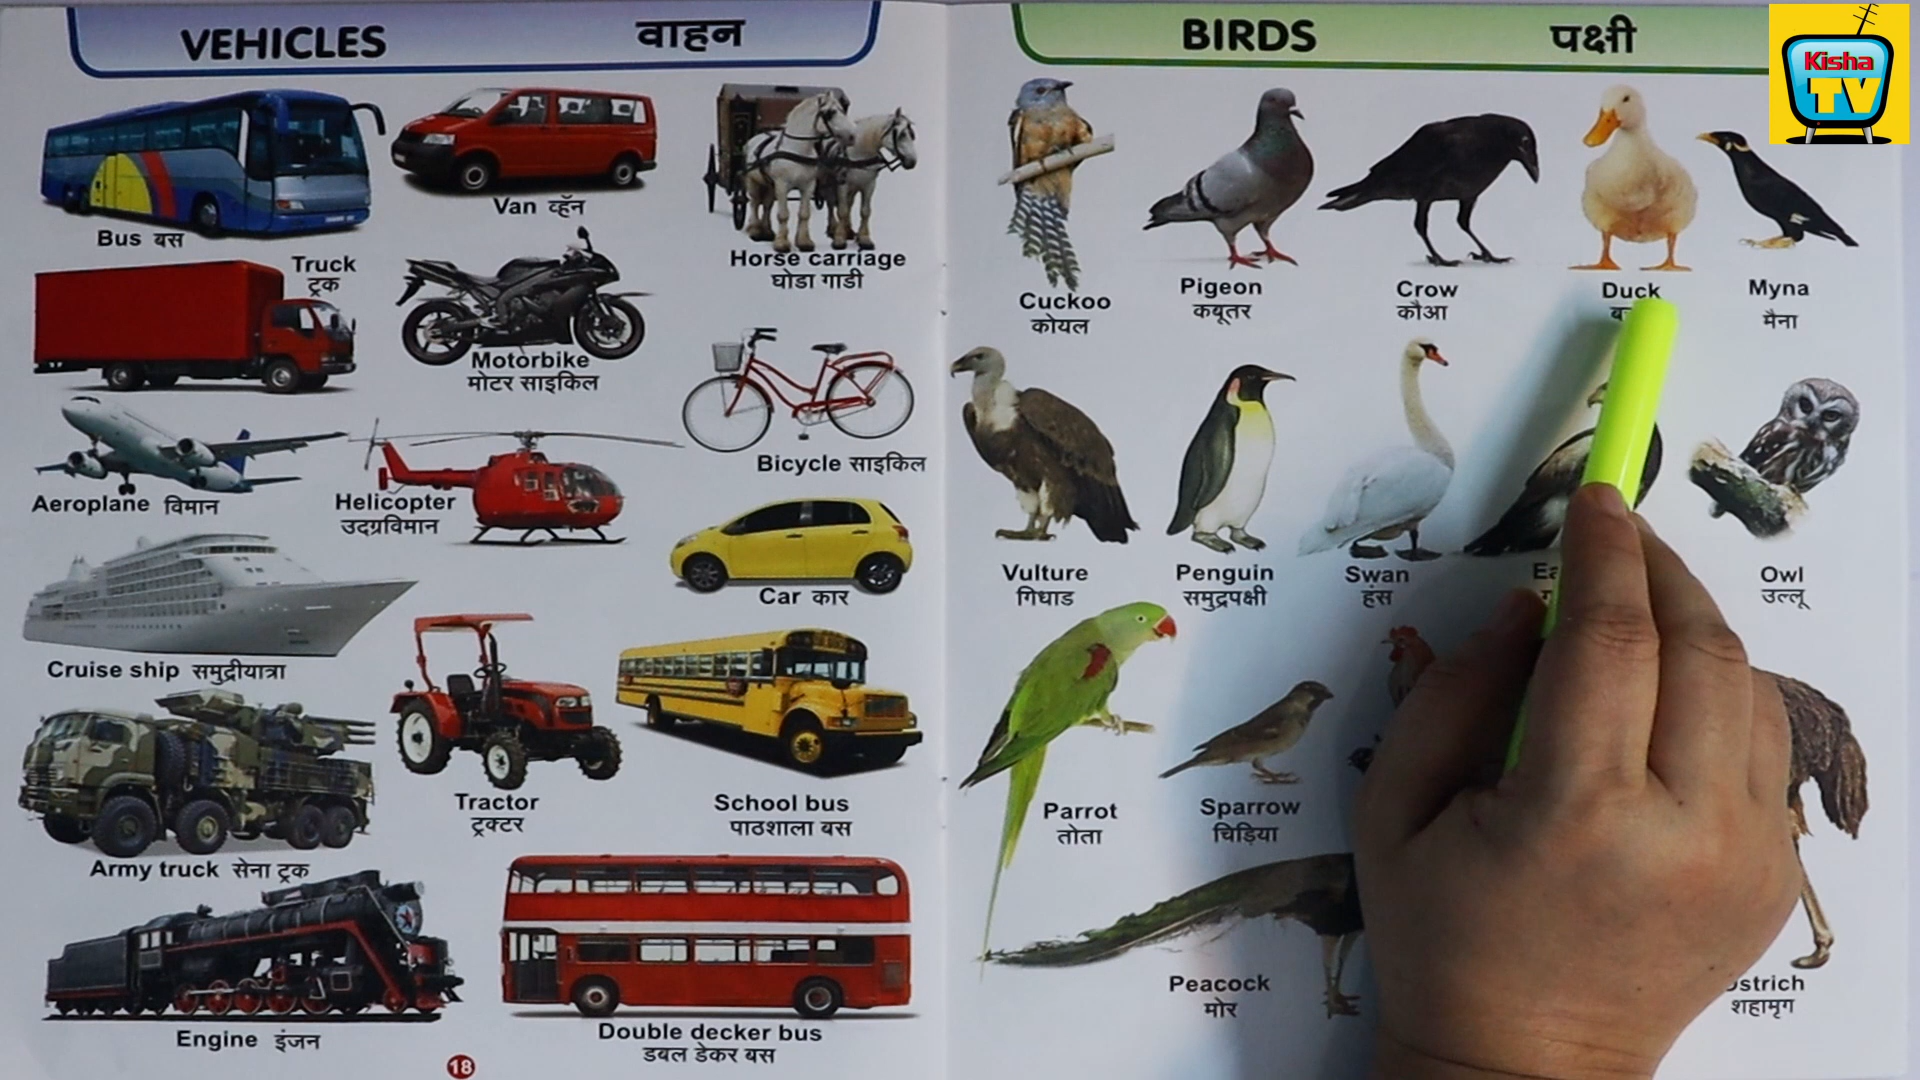 VEHICLES वाहन
Bus बस
Van व्हॅन
Horse carriage
घोडा गाडी
Truck
ट्रक
Motorbike
मोटर साइकिल
Bicycle साइकिल
Aeroplane विमान
Helicopter
उदग्रविमान
Car कार
Cruise ship समुद्रीयात्रा
Tractor
ट्रक्टर
School bus
पाठशाला बस
Army truck सेना ट्रक
Engine इंजन
Double decker bus
डबल डेकर बस
18
BIRDS पक्षी
Kisha
TV
Cuckoo
कोयल
Pigeon
कबूतर
Crow
कौआ
Duck
Myna
मैना
Vulture
गिधाड
Penguin
समुद्रपक्षी
Swan
हंस
Owl
उल्लू
Parrot
तोता
Sparrow
चिड़िया
Peacock
मोर
शहामृग